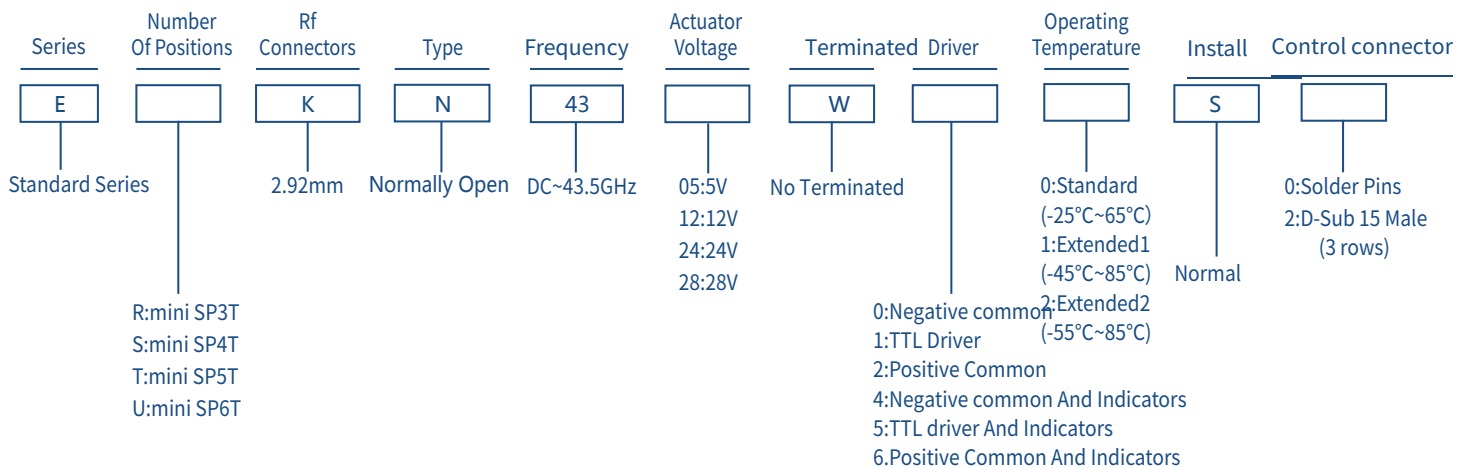 Series
Number
Of Positions
Rf
Connectors
Type
Frequency
Actuator
Voltage
Terminated
Driver
Operating
Temperature
Install
Control connector
E
K
N
43
W
S
Standard Series
2.92mm
Normally Open
DC~43.5GHz
05:5V
12:12V
24:24V
28:28V
No Terminated
0:Standard
(-25°C~65°C)
1:Extended1
(-45°C~85°C)
2:Extended2
(-55°C~85°C)
Normal
0:Solder Pins
2:D-Sub 15 Male
(3 rows)
R:mini SP3T
S:mini SP4T
T:mini SP5T
U:mini SP6T
0:Negative common
1:TTL Driver
2:Positive Common
4:Negative common And Indicators
5:TTL driver And Indicators
6.Positive Common And Indicators